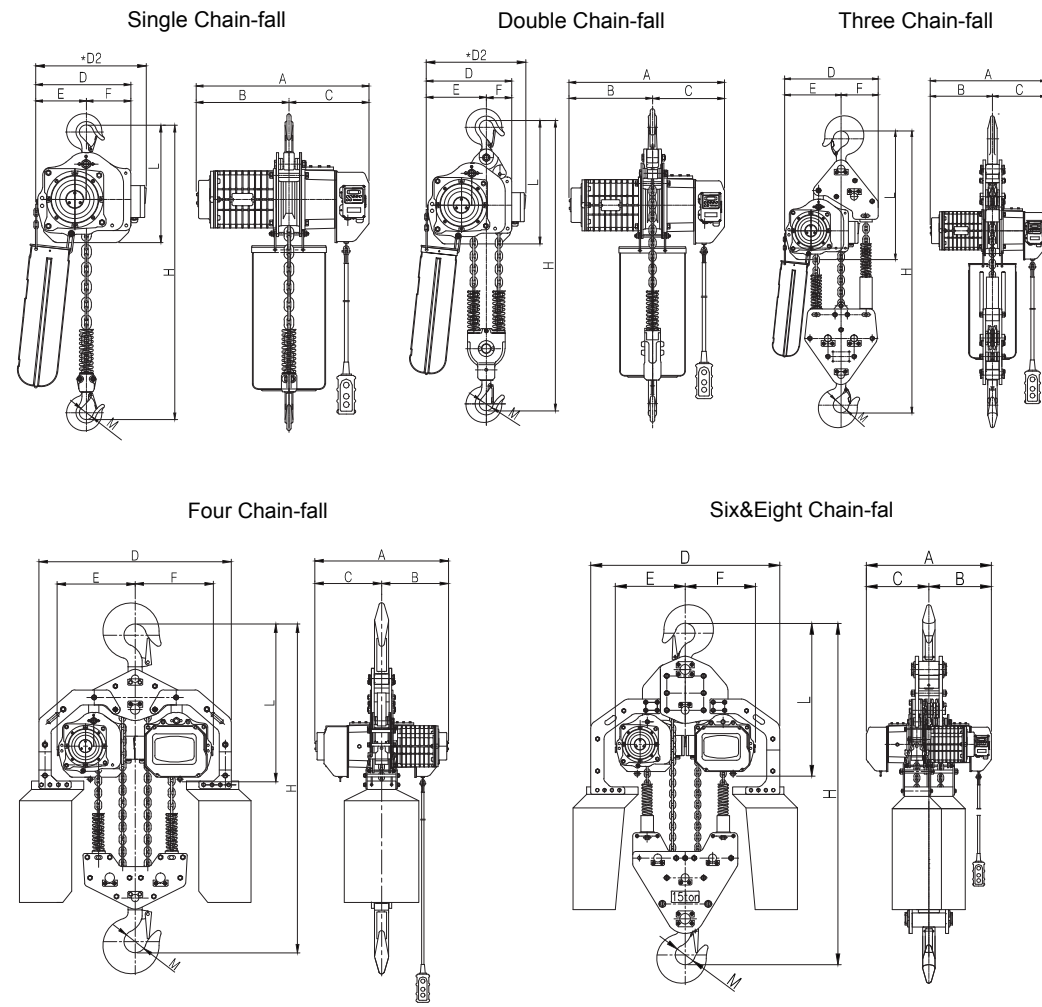 Single Chain-fall
Double Chain-fall
Three Chain-fall
*D2
D
E F
L
H
M
A
B C
*D2
D
E F
L
H
M
A
B C
D
E F
L
H
M
A
B C
Four Chain-fall
Six&Eight Chain-fal
D
E F
L
H
M
A
C B
D
E F
L
H
15ton
M
A
C B